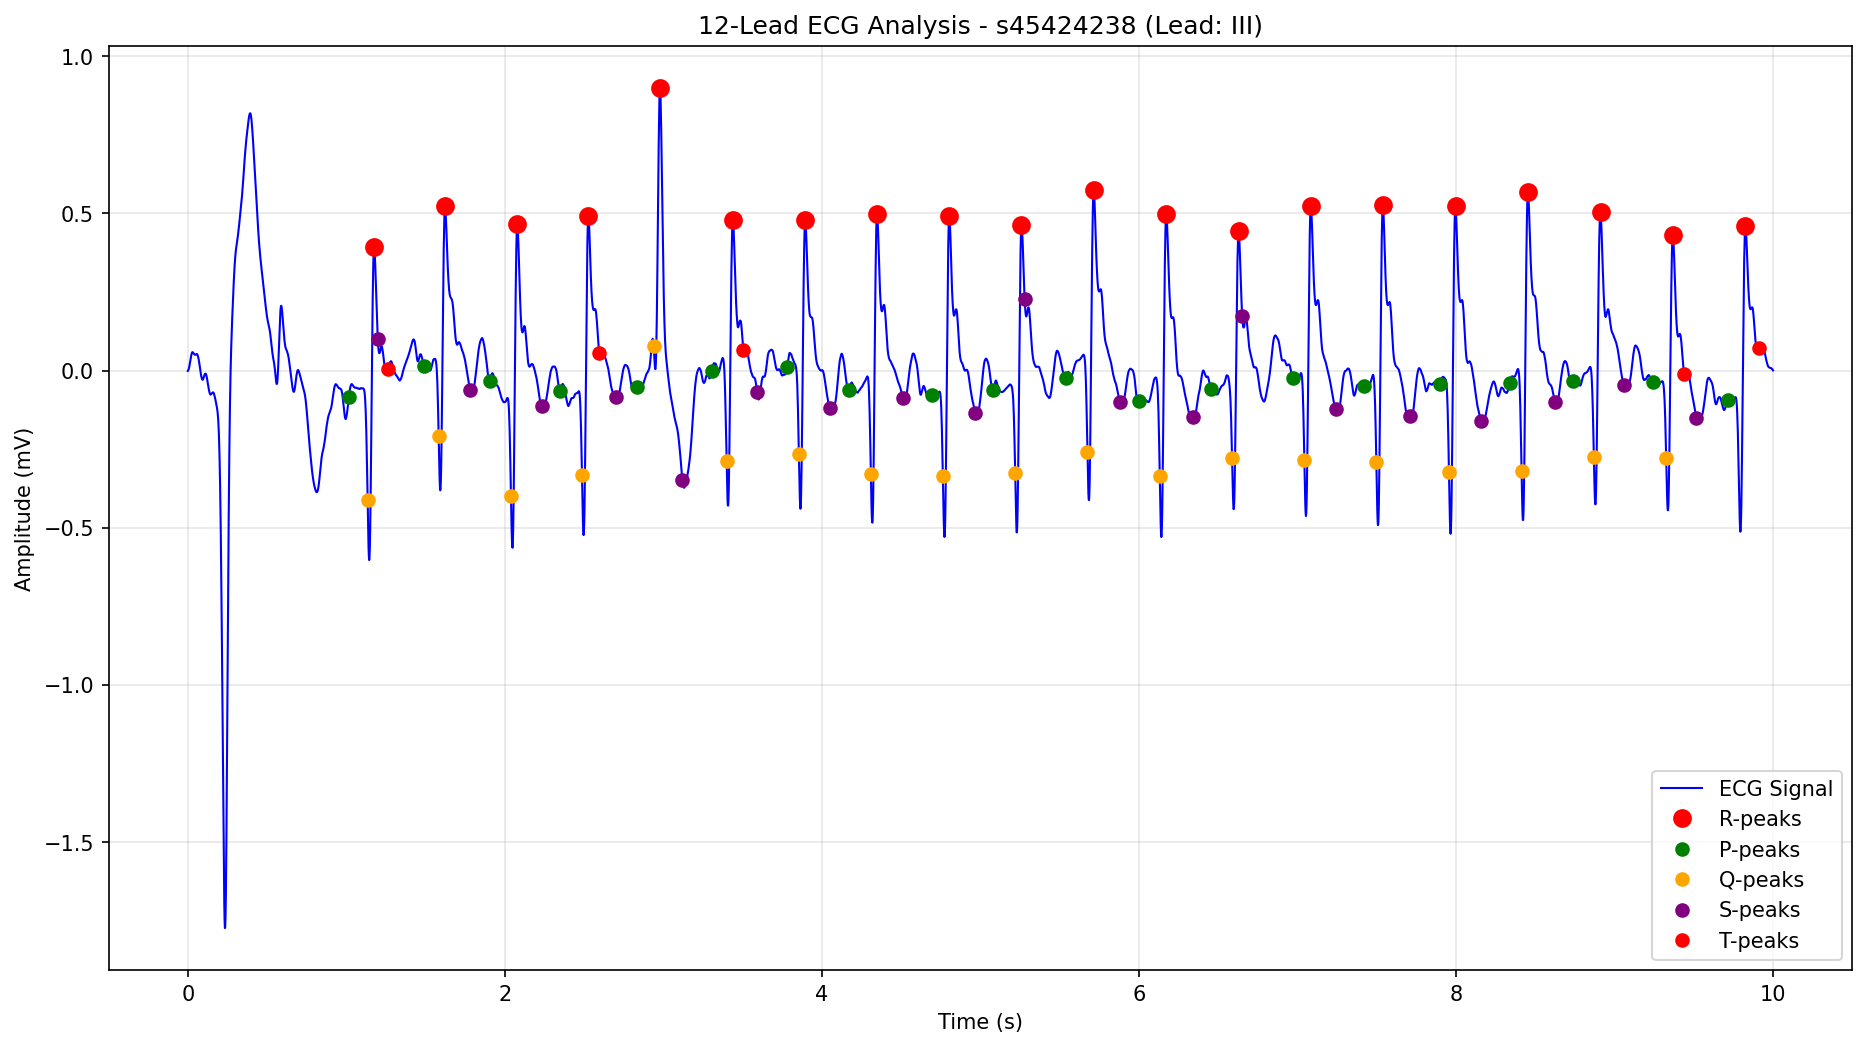 12-Lead ECG Analysis - s45424238 (Lead: III)
Amplitude (mV)
1.0
0.5
0.0
−0.5
−1.0
−1.5
0
2
4
6
8
10
Time (s)
ECG Signal
R-peaks
P-peaks
Q-peaks
S-peaks
T-peaks